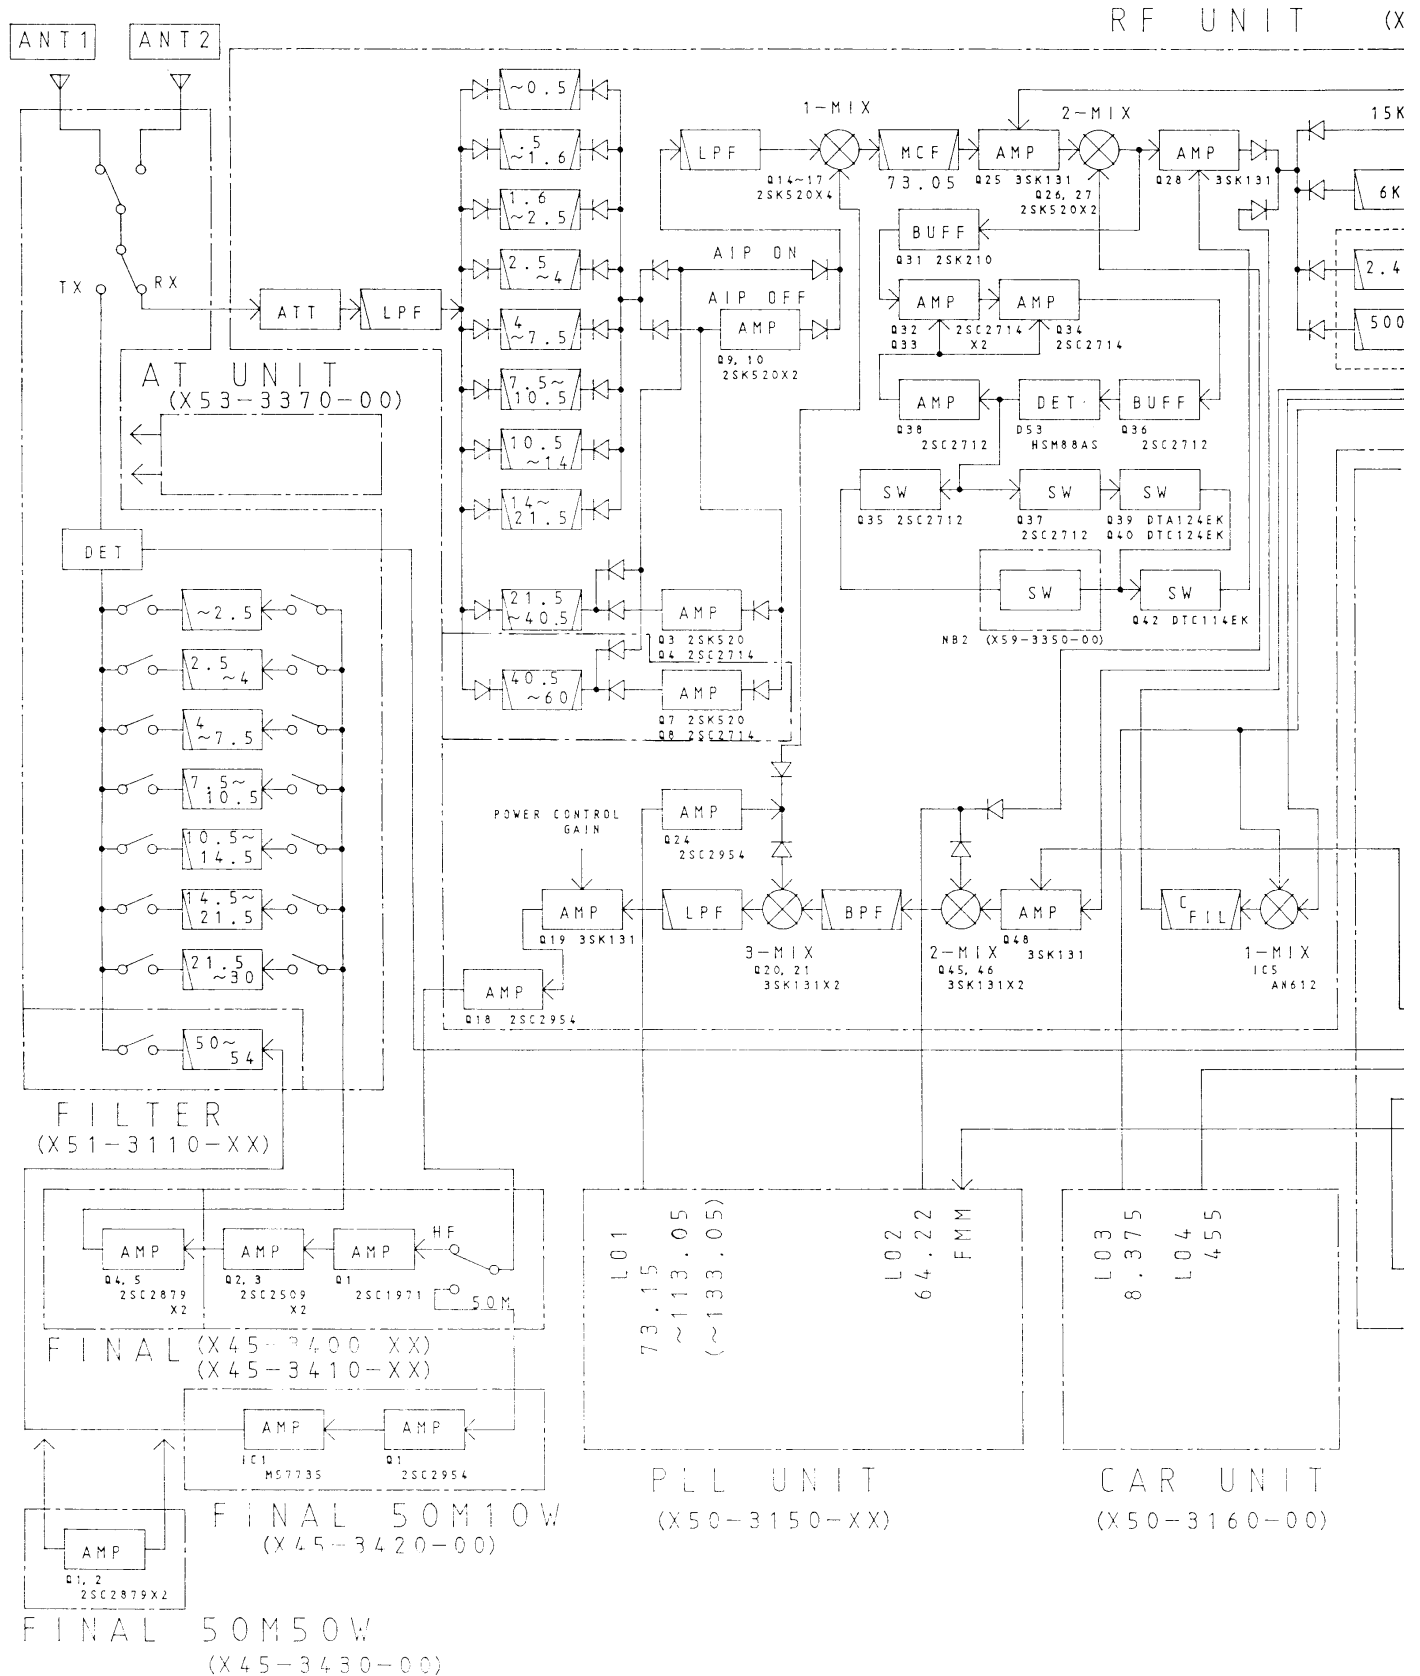 RF UNIT (X
ANT1
ANT2
TX
RX
ATT
LPF
~0.5
.5
~1.6
1.6
~2.5
2.5
~4
4
~7.5
7.5~
10.5
10.5
~14
14~
21.5
21.5
~40.5
40.5
~60
LPF
1-MIX
Q14~17
2SK520X4
MCF
73.05
AMP
Q25 3SK131
2-MIX
Q26,27
2SK520X2
AMP
Q28 3SK131
15K
6K
2.4
500
AIP ON
AIP OFF
AMP
Q9,10
2SK520X2
BUFF
Q31 2SK210
AMP
Q32
Q33
2SC2714
X2
AMP
Q34
2SC2714
AMP
Q38
2SC2712
DET
D53
HSM88AS
BUFF
Q36
2SC2712
SW
Q35 2SC2712
SW
Q37
2SC2712
SW
Q39 DTA124EK
Q40 DTC124EK
SW
NB2 (X59-3350-00)
SW
Q42 DTC114EK
AMP
Q3 2SK520
Q4 2SC2714
AMP
Q7 2SK520
Q8 2SC2714
AT UNIT
(X53-3370-00)
DET
~2.5
2.5
~4
4
~7.5
7.5~
10.5
10.5~
14.5
14.5~
21.5
21.5
~30
50~
54
FILTER
(X51-3110-XX)
POWER CONTROL
GAIN
AMP
Q24
2SC2954
AMP
Q19 3SK131
LPF
3-MIX
Q20,21
3SK131X2
BPF
2-MIX
Q45,46
3SK131X2
AMP
Q48
3SK131
C
FIL
1-MIX
IC5
AN612
AMP
Q18 2SC2954
AMP
Q4,5
2SC2879
X2
AMP
Q2,3
2SC2509
X2
AMP
Q1
2SC1971
HF
50M
FINAL (X45-3400-XX)
(X45-3410-XX)
AMP
IC1
M57735
AMP
Q1
2SC2954
FINAL 50M10W
(X45-3420-00)
AMP
Q1,2
2SC2879X2
FINAL 50M50W
(X45-3430-00)
LO1
73.15
~113.05
(~133.05)
LO2
64.22
FMM
PLL UNIT
(X50-3150-XX)
LO3
8.375
LO4
455
CAR UNIT
(X50-3160-00)